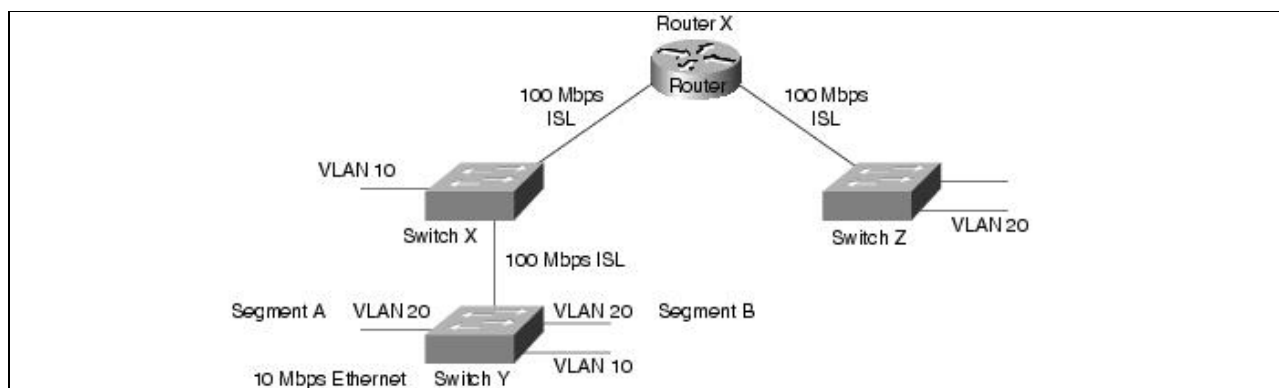 Router X
Router
100 Mbps
ISL
100 Mbps
ISL
VLAN 10
Switch X
VLAN 20
Switch Z
100 Mbps ISL
Segment A
VLAN 20
VLAN 20
Segment B
VLAN 10
10 Mbps Ethernet
Switch Y